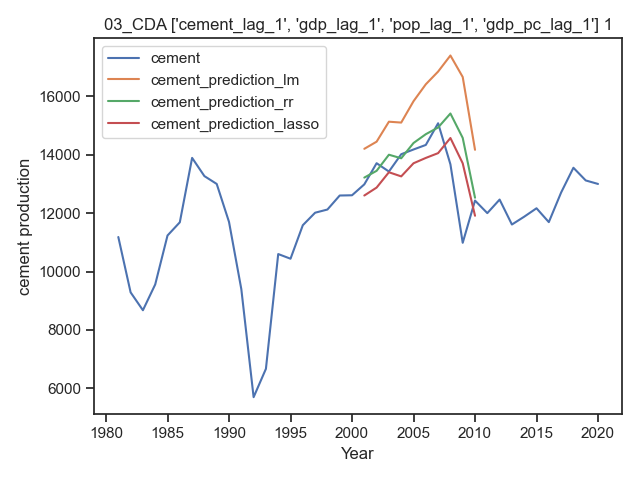 03_CDA ['cement_lag_1', 'gdp_lag_1', 'pop_lag_1', 'gdp_pc_lag_1'] 1
cement
cement_prediction_lm
cement_prediction_rr
cement_prediction_lasso
cement production
16000
14000
12000
10000
8000
6000
1980 1985 1990 1995 2000 2005 2010 2015 2020
Year